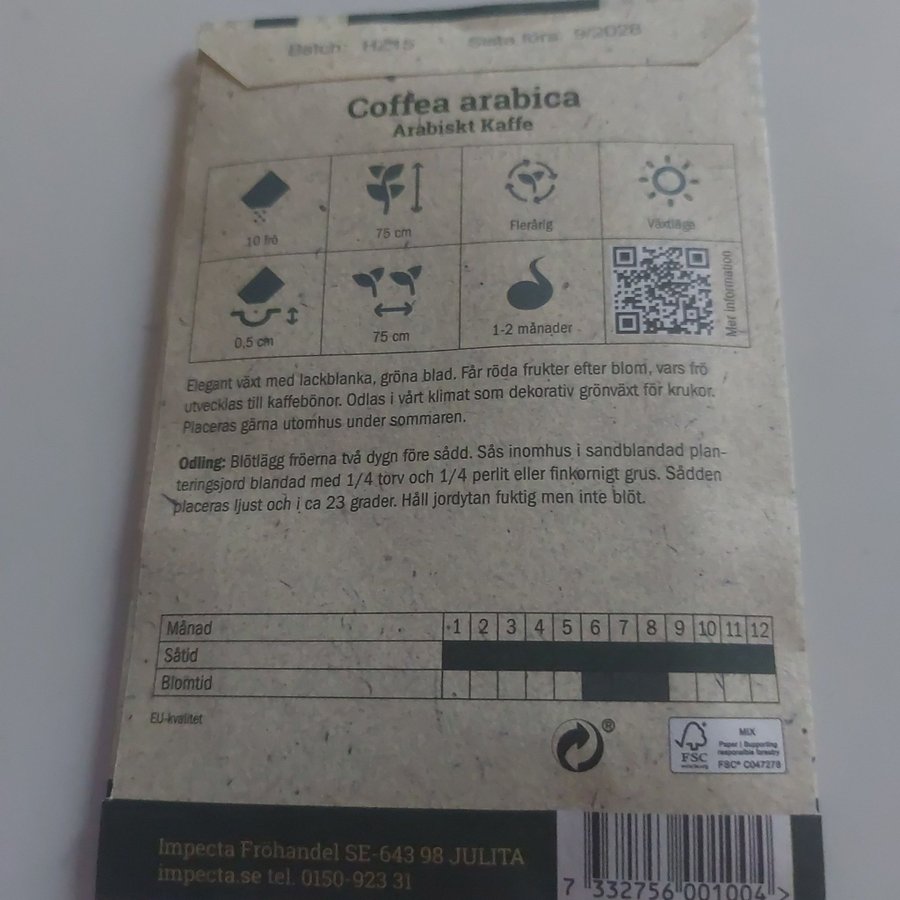 Batch: H2N5 Sista föra 9/2026
Coffea arabica
Arabiskt Kaffe
10 frö
75 cm
Flerårig
Växtläge
0,5 cm
75 cm
1-2 månader
Mer information
Elegant växt med lackblanka, gröna blad. Får röda frukter efter blom, vars frö
utvecklas till kaffebönor. Odlas i vårt klimat som dekorativ grönväxt för krukor.
Placeras gärna utomhus under sommaren.
Odling: Blötlägg fröerna två dygn före sådd. Sås inomhus i sandblandad plan-
teringsjord blandad med 1/4 torv och 1/4 perlit eller finkornigt grus. Sådden
placeras ljust och i ca 23 grader. Håll jordytan fuktig men inte blöt.
Månad 1 2 3 4 5 6 7 8 9 10 11 12
Såtid
Blomtid
EU-kvalitet
®
FSC
MIX
Paper | Supporting
responsible forestry
FSC® C047278
Impecta Fröhandel SE-643 98 JULITA
impecta.se tel. 0150-923 31
7 332756 001004 >